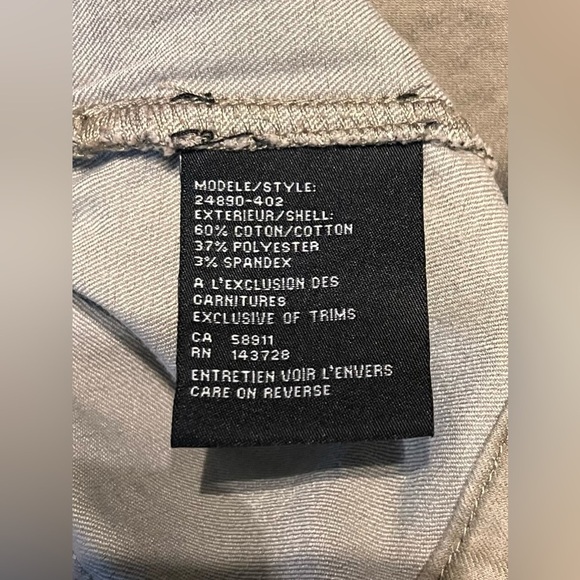 MODELE/STYLE:
24890-402
EXTERIEUR/SHELL:
60% COTON/COTTON
37% POLYESTER
3% SPANDEX
A L'EXCLUSION DES
GARNITURES
EXCLUSIVE OF TRIMS
CA 58911
RN 143728
ENTRETIEN VOIR L'ENVERS
CARE ON REVERSE